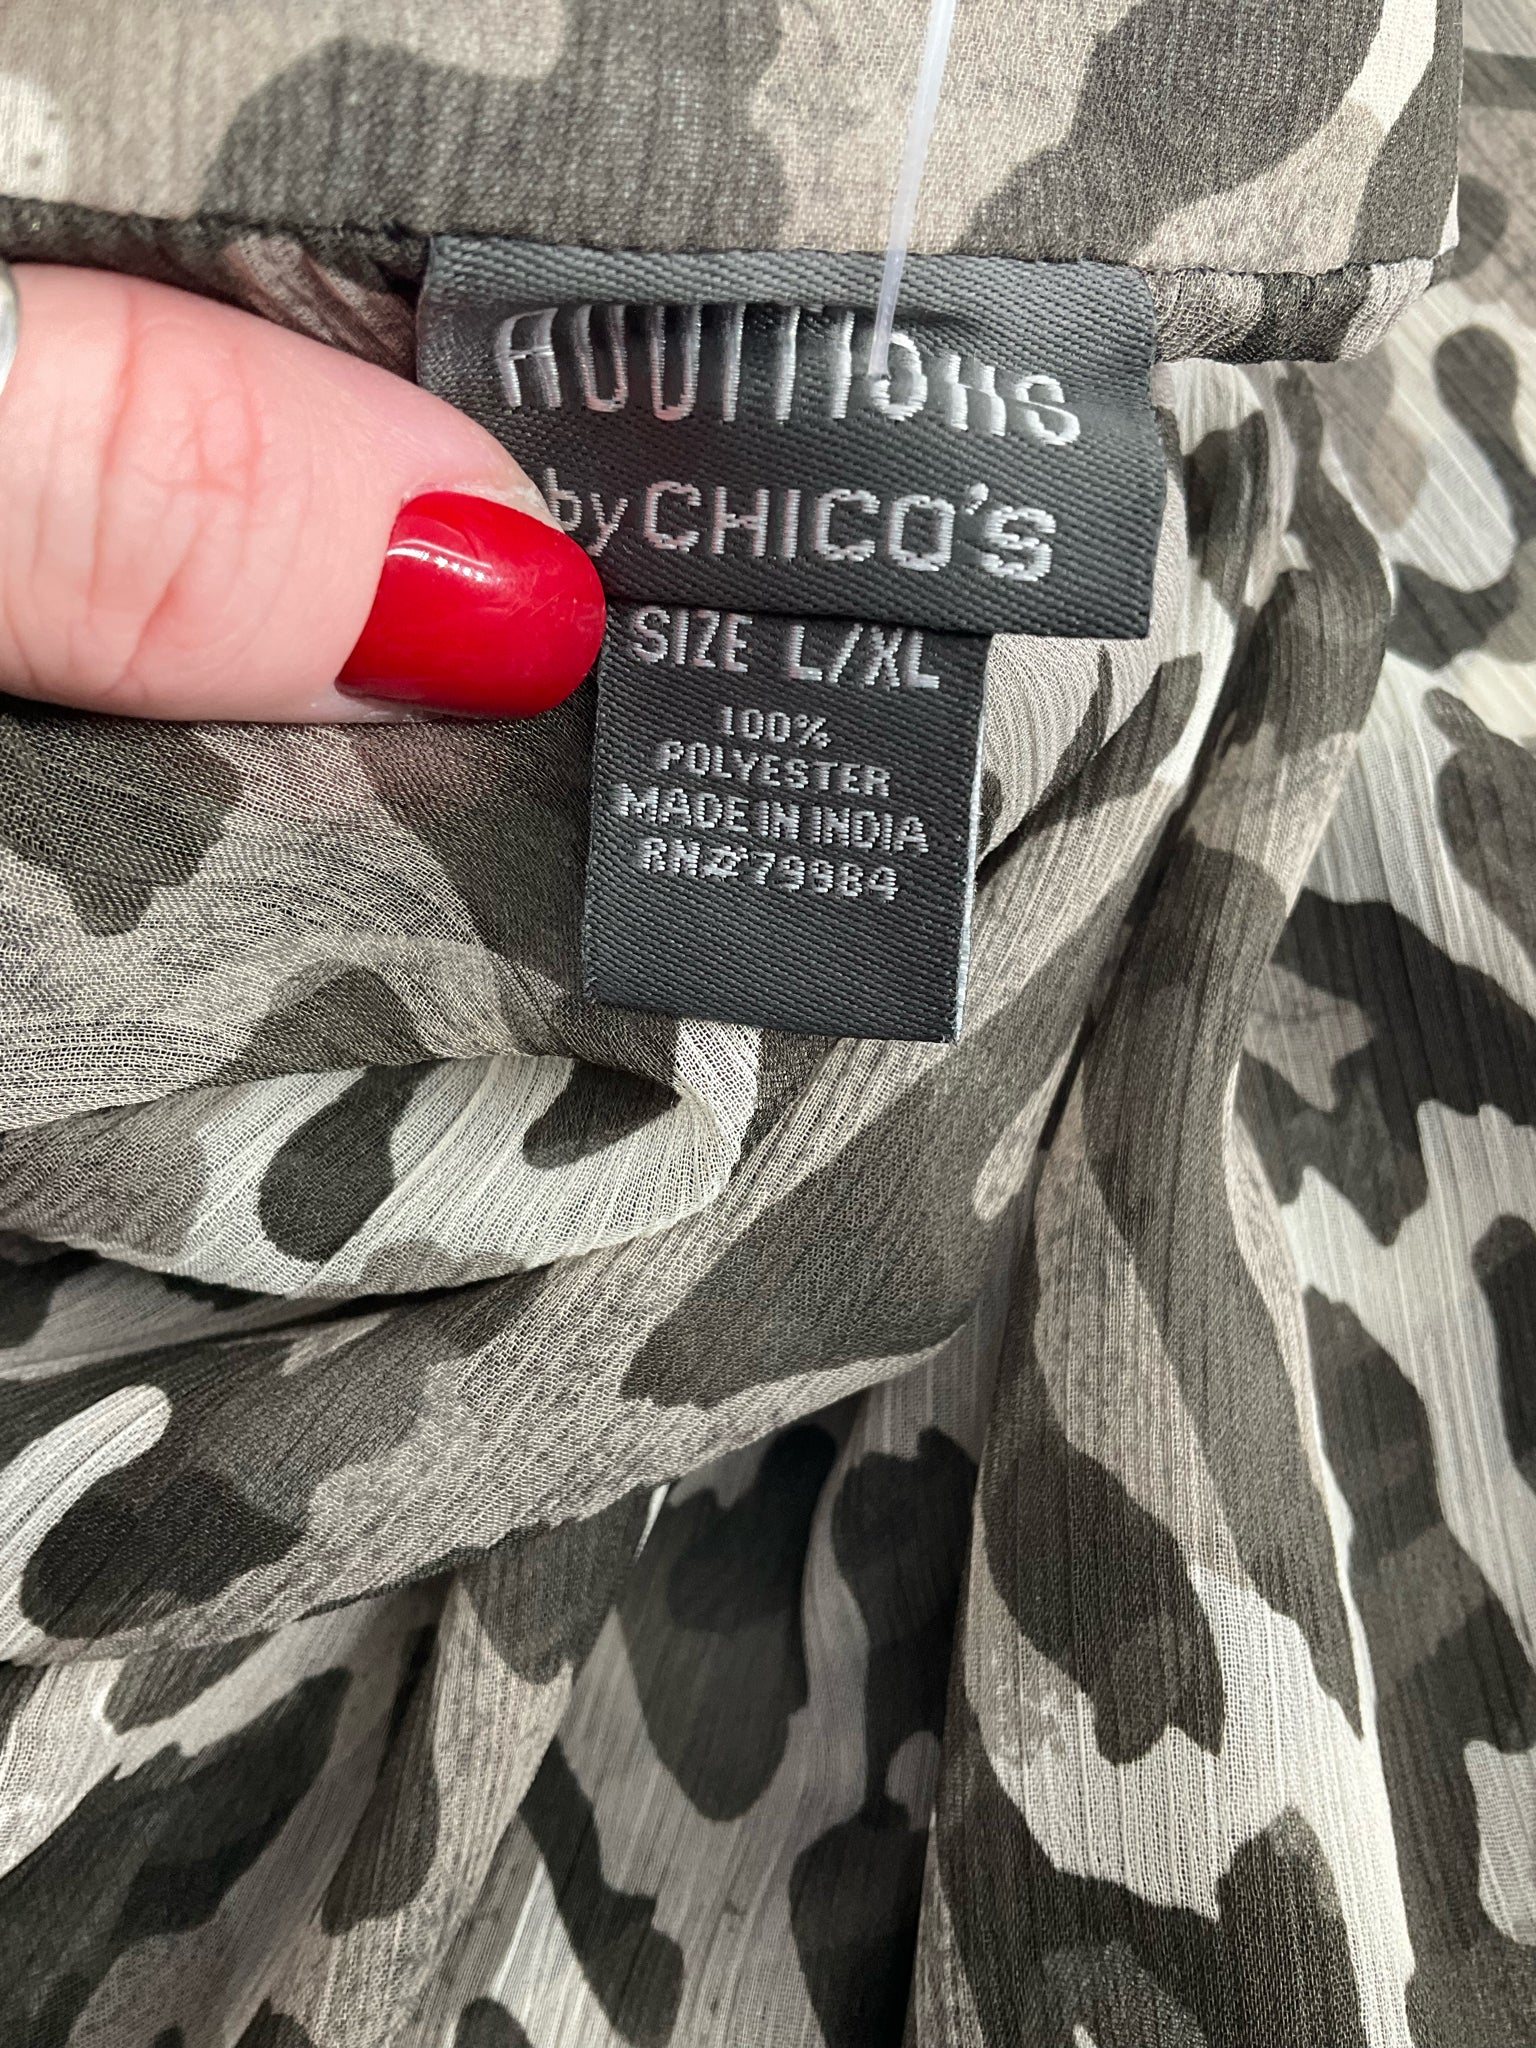 ADDITIONS
by CHICO'S
SIZE L/XL
100%
POLYESTER
MADE IN INDIA
RN#79984